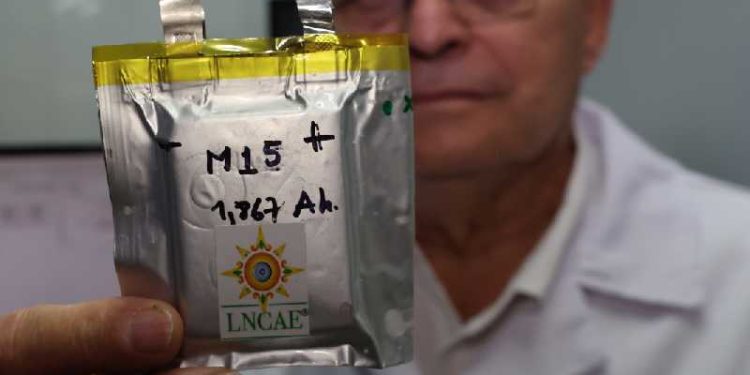 - M15 +
1,867 Ah.
LNCAE®